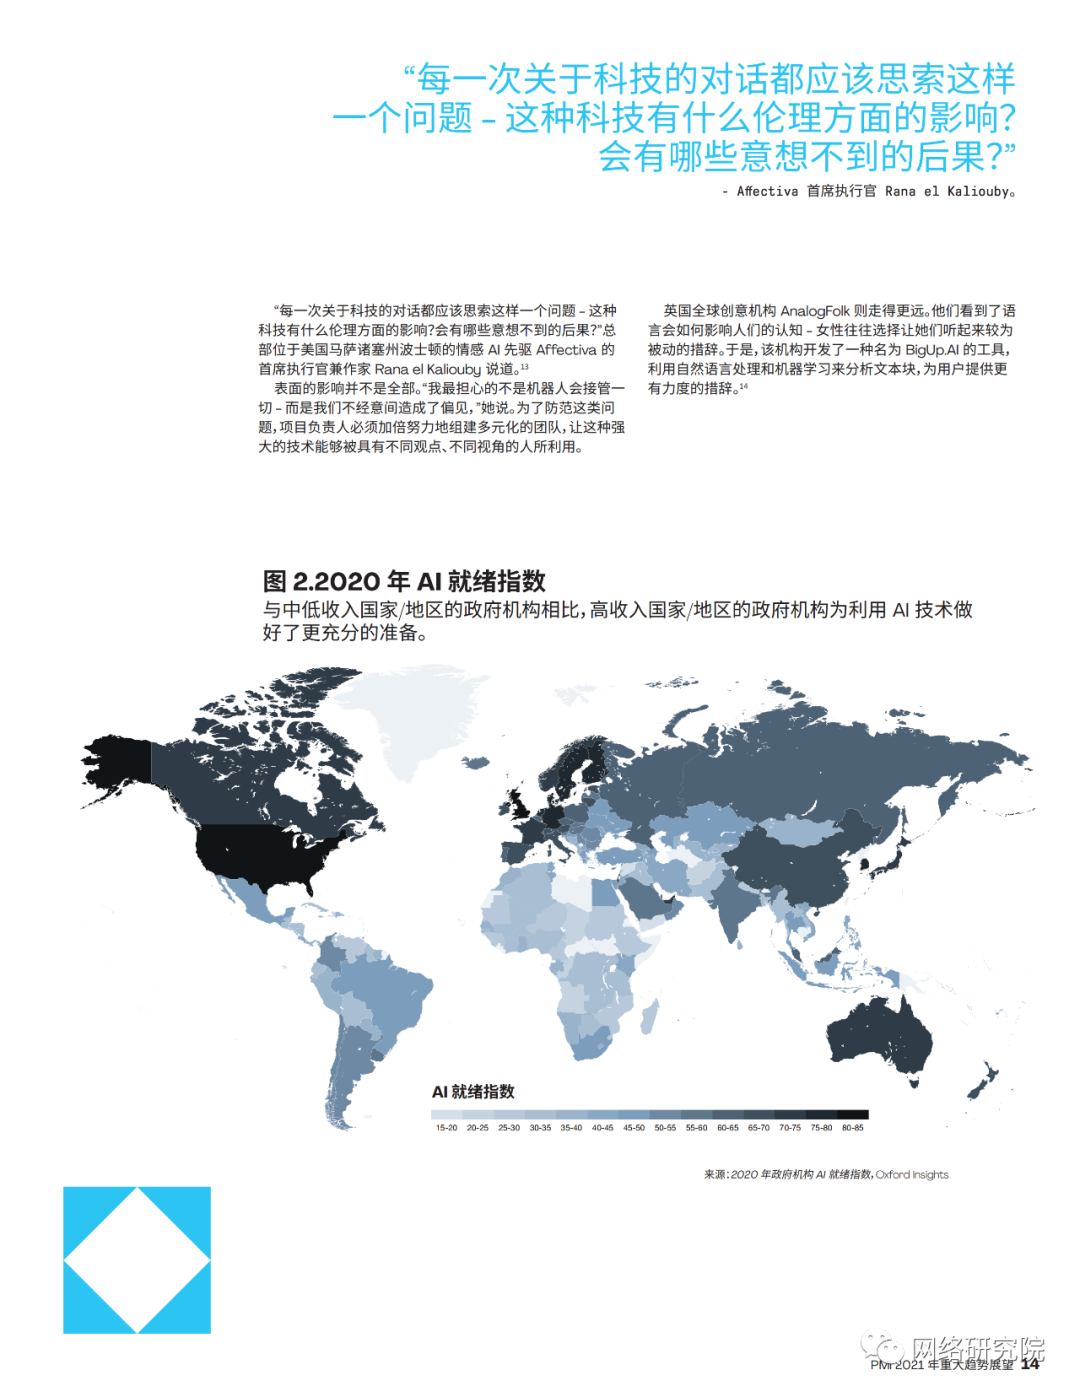 “每一次关于科技的对话都应该思索这样
一个问题 – 这种科技有什么伦理方面的影响?
会有哪些意想不到的后果?”
- Affectiva 首席执行官 Rana el Kaliouby。
“每一次关于科技的对话都应该思索这样一个问题 – 这种
科技有什么伦理方面的影响?会有哪些意想不到的后果?”总
部位于美国马萨诸塞州波士顿的情感 AI 先驱 Affectiva 的
首席执行官兼作家 Rana el Kaliouby 说道。13
表面的影响并不是全部。“我最担心的不是机器人会接管一
切 – 而是我们不经意间造成了偏见,”她说。为了防范这类问
题,项目负责人必须加倍努力地组建多元化的团队,让这种强
大的技术能够被具有不同观点、不同视角的人所利用。
英国全球创意机构 AnalogFolk 则走得更远。他们看到了语
言会如何影响人们的认知 – 女性往往选择让她们听起来较为
被动的措辞。于是,该机构开发了一种名为 BigUp.AI 的工具,
利用自然语言处理和机器学习来分析文本块,为用户提供更
有力度的措辞。14
图 2.2020 年 AI 就绪指数
与中低收入国家/地区的政府机构相比,高收入国家/地区的政府机构为利用 AI 技术做
好了更充分的准备。
AI 就绪指数
15-20 20-25 25-30 30-35 35-40 40-45 45-50 50-55 55-60 60-65 65-70 70-75 75-80 80-85
来源:2020 年政府机构 AI 就绪指数,Oxford Insights
网络研究院
PMI 2021 年重大趋势展望 14